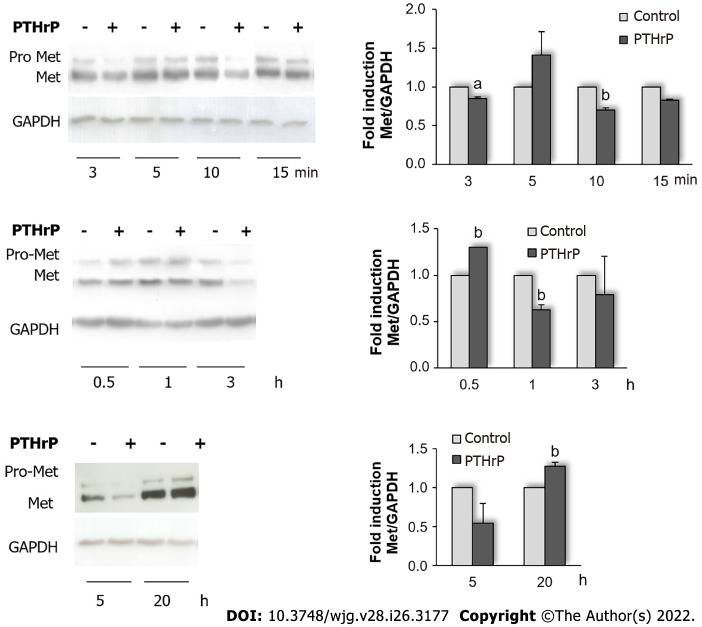 PTHrP - + - + - + - +
Pro Met
Met
GAPDH
3 5 10 15 min
Control
PTHrP
Fold induction
Met/GAPDH
2.0
1.5
1.0
0.5
0.0
a
b
3 5 10 15 min
PTHrP - + - + - +
Pro-Met
Met
GAPDH
0.5 1 3 h
Control
PTHrP
Fold induction
Met/GAPDH
1.5
1.0
0.5
0.0
b
b
0.5 1 3 h
PTHrP - + - +
Pro-Met
Met
GAPDH
5 20 h
Control
PTHrP
Fold induction
Met/GAPDH
1.5
1.0
0.5
0.0
b
5 20 h
DOI: 10.3748/wjg.v28.i26.3177 Copyright ©The Author(s) 2022.